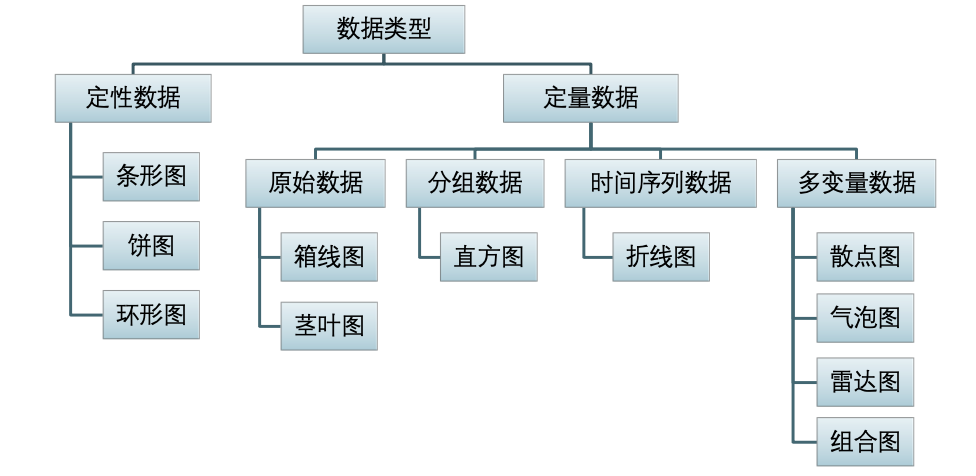 数据类型
定性数据
条形图
饼图
环形图
定量数据
原始数据
箱线图
茎叶图
分组数据
直方图
时间序列数据
折线图
多变量数据
散点图
气泡图
雷达图
组合图